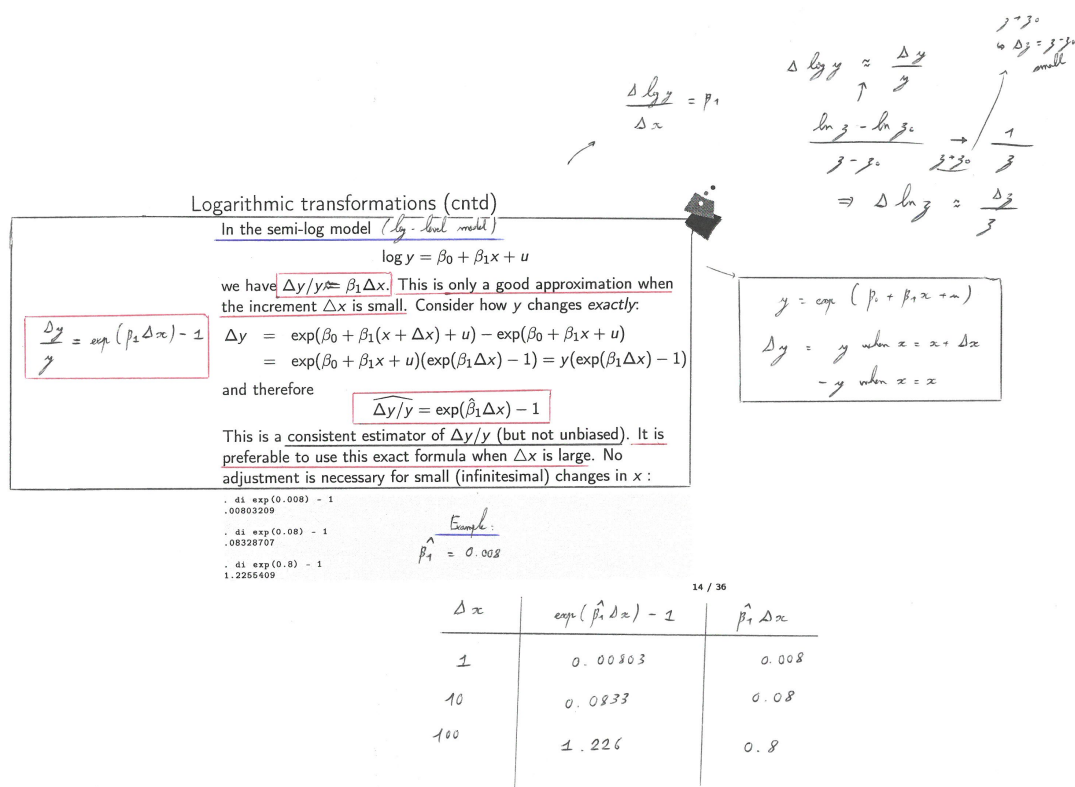 z→z₀
↳ Δz = z-z₀
small
Δ log y ≈ Δy / y
↑
Δ log y / Δx = β₁
ln z - ln z₀ / z - z₀ → 1 / z
z→z₀
⇒ Δ ln z ≈ Δz / z
Logarithmic transformations (cntd)
In the semi-log model (log-level model)
log y = β₀ + β₁x + u
we have Δy/y ≈ β₁Δx. This is only a good approximation when
the increment △x is small. Consider how y changes exactly:
Δy = exp(β₀ + β₁(x + Δx) + u) − exp(β₀ + β₁x + u)
= exp(β₀ + β₁x + u)(exp(β₁Δx) − 1) = y(exp(β₁Δx) − 1)
Δy / y = exp(β₁Δx) - 1
and therefore
\widehat{Δy/y} = exp(β̂₁Δx) − 1
This is a consistent estimator of Δy/y (but not unbiased). It is
preferable to use this exact formula when △x is large. No
adjustment is necessary for small (infinitesimal) changes in x :
y = exp (β₀ + β₁x + u)
Δy = y when x = x + Δx
- y when x = x
. di exp(0.008) - 1
.00803209
. di exp(0.08) - 1
.08328707
. di exp(0.8) - 1
1.2255409
Example:
β̂₁ = 0.008
14 / 36
Δx exp(β̂₁Δx) - 1 β̂₁Δx
1 0.00803 0.008
10 0.0833 0.08
100 1.226 0.8